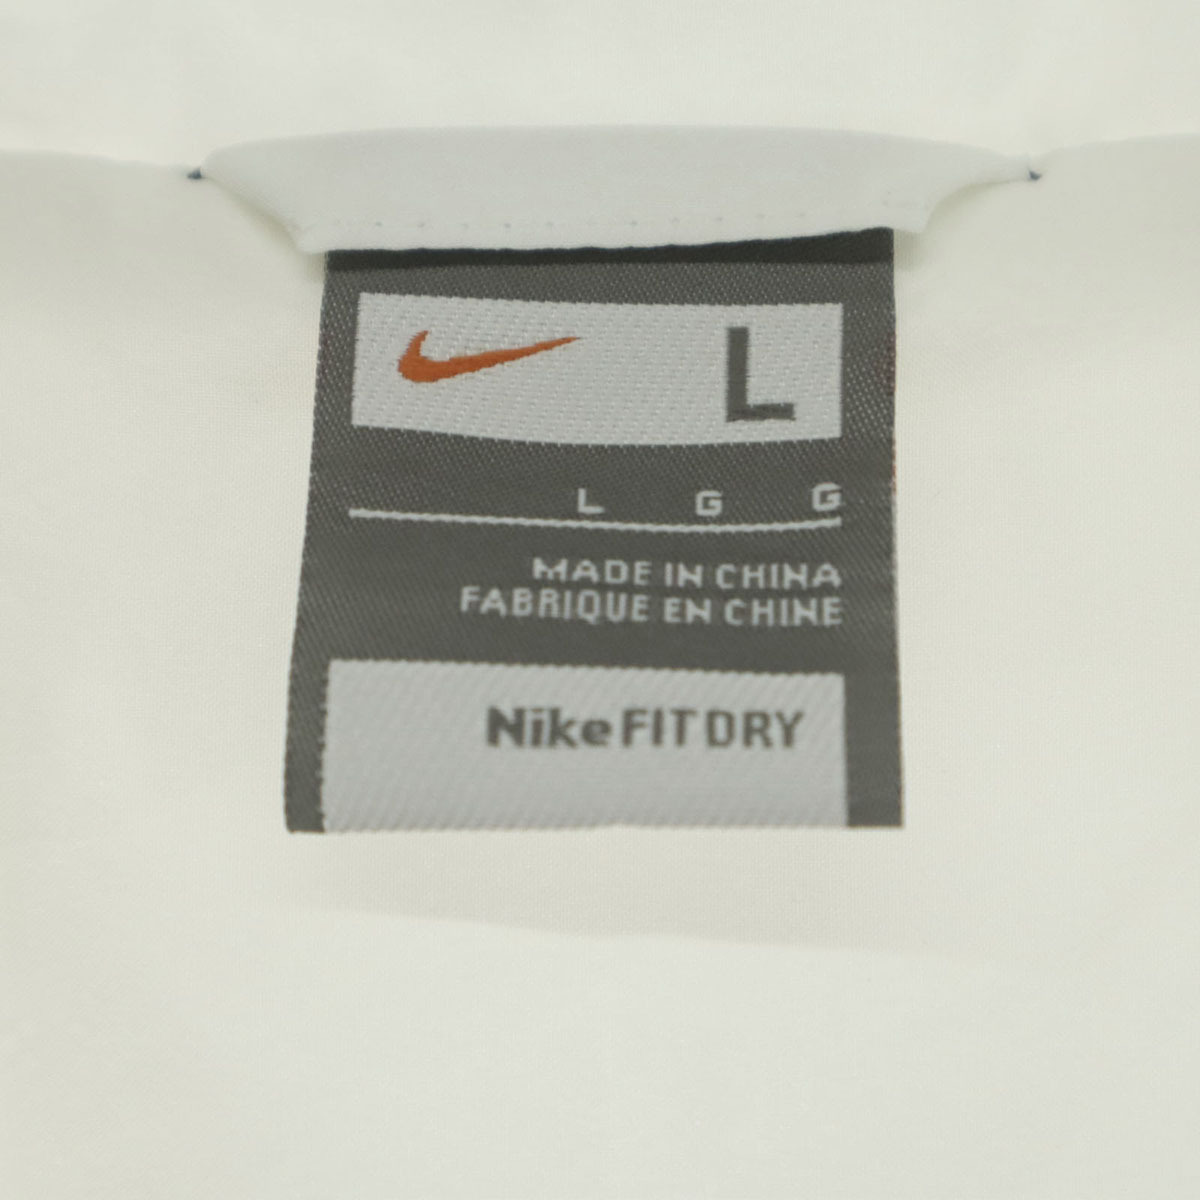 L
L G G
MADE IN CHINA
FABRIQUE EN CHINE
Nike FIT DRY